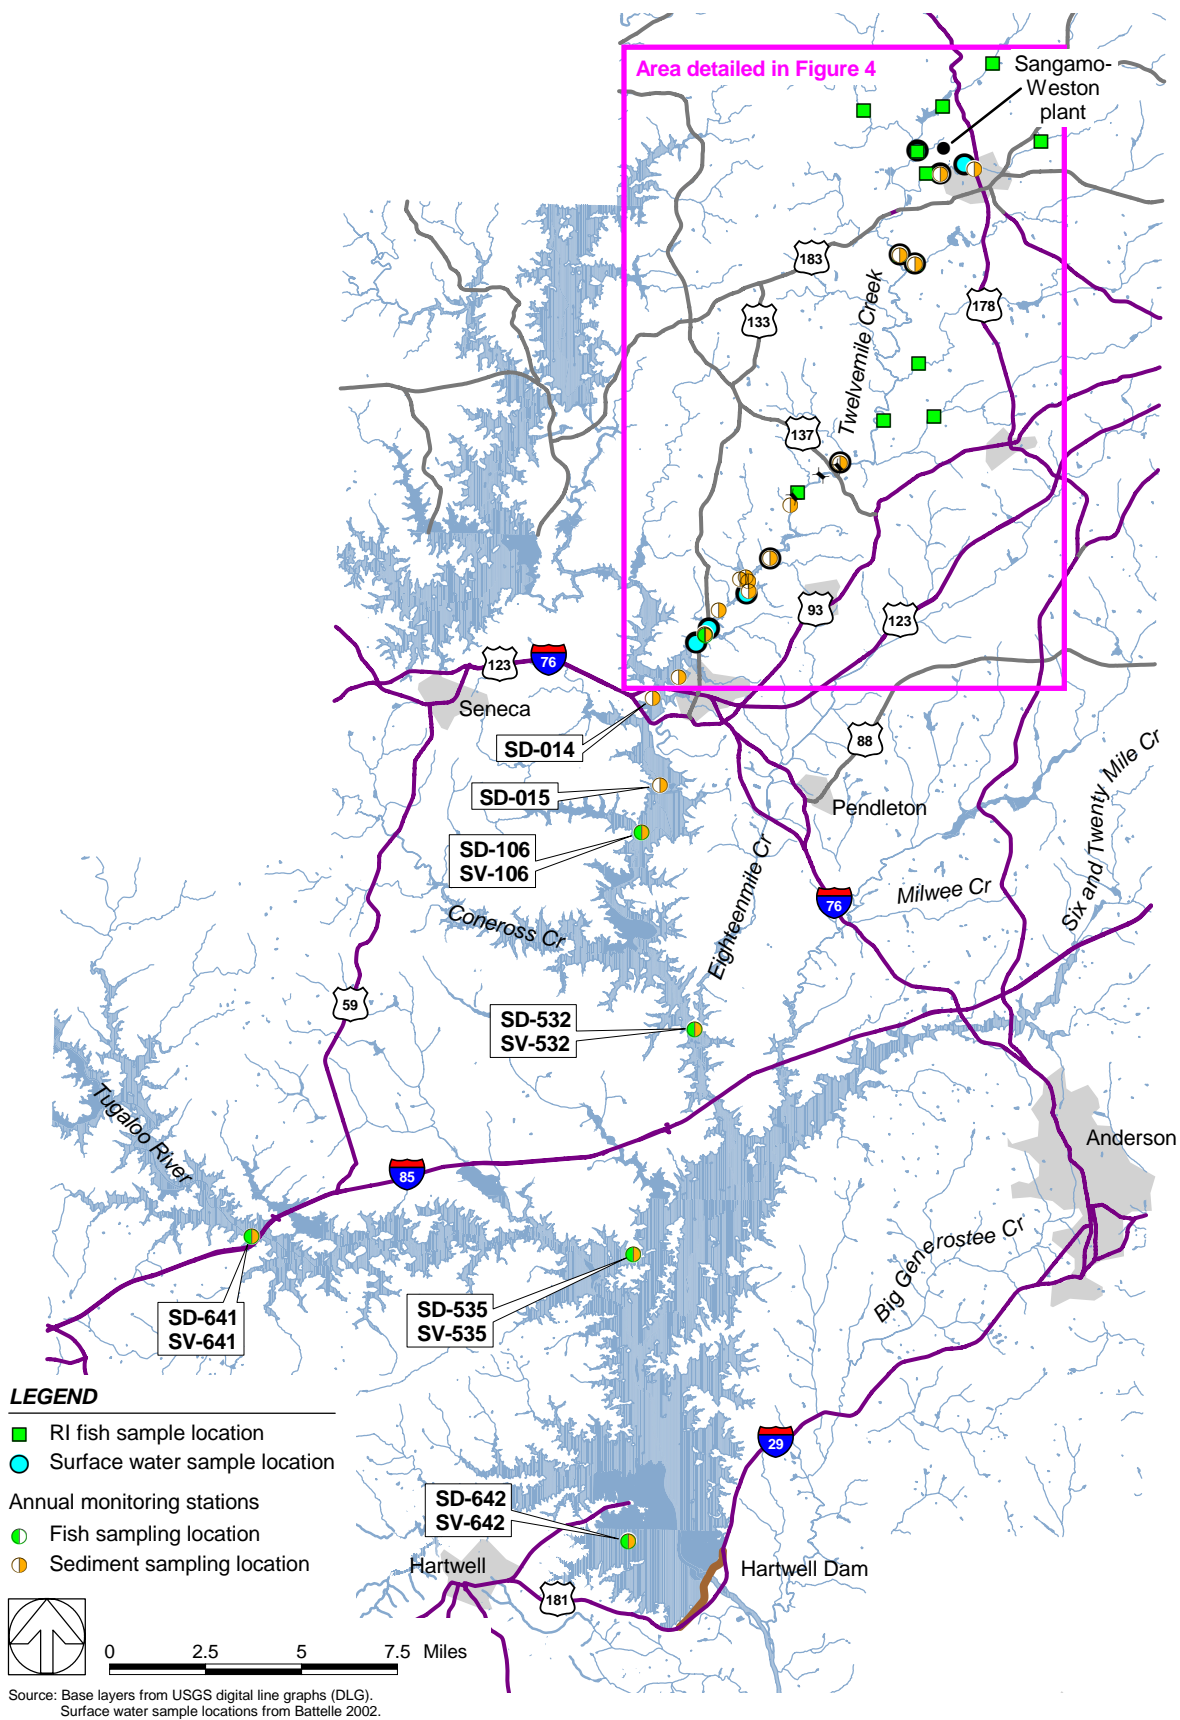 Area detailed in Figure 4
Sangamo-
Weston
plant
183
133
178
Twelvemile Creek
137
93
123
123
76
Seneca
SD-014
88
SD-015
Pendleton
SD-106
SV-106
Six and Twenty Mile Cr
Eighteenmile Cr
Milwee Cr
76
Coneross Cr
59
SD-532
SV-532
Tugaloo River
Anderson
85
Big Generostee Cr
SD-641
SV-641
SD-535
SV-535
LEGEND
RI fish sample location
Surface water sample location
Annual monitoring stations
Fish sampling location
Sediment sampling location
29
SD-642
SV-642
Hartwell
Hartwell Dam
181
0 2.5 5 7.5 Miles
Source: Base layers from USGS digital line graphs (DLG).
Surface water sample locations from Battelle 2002.